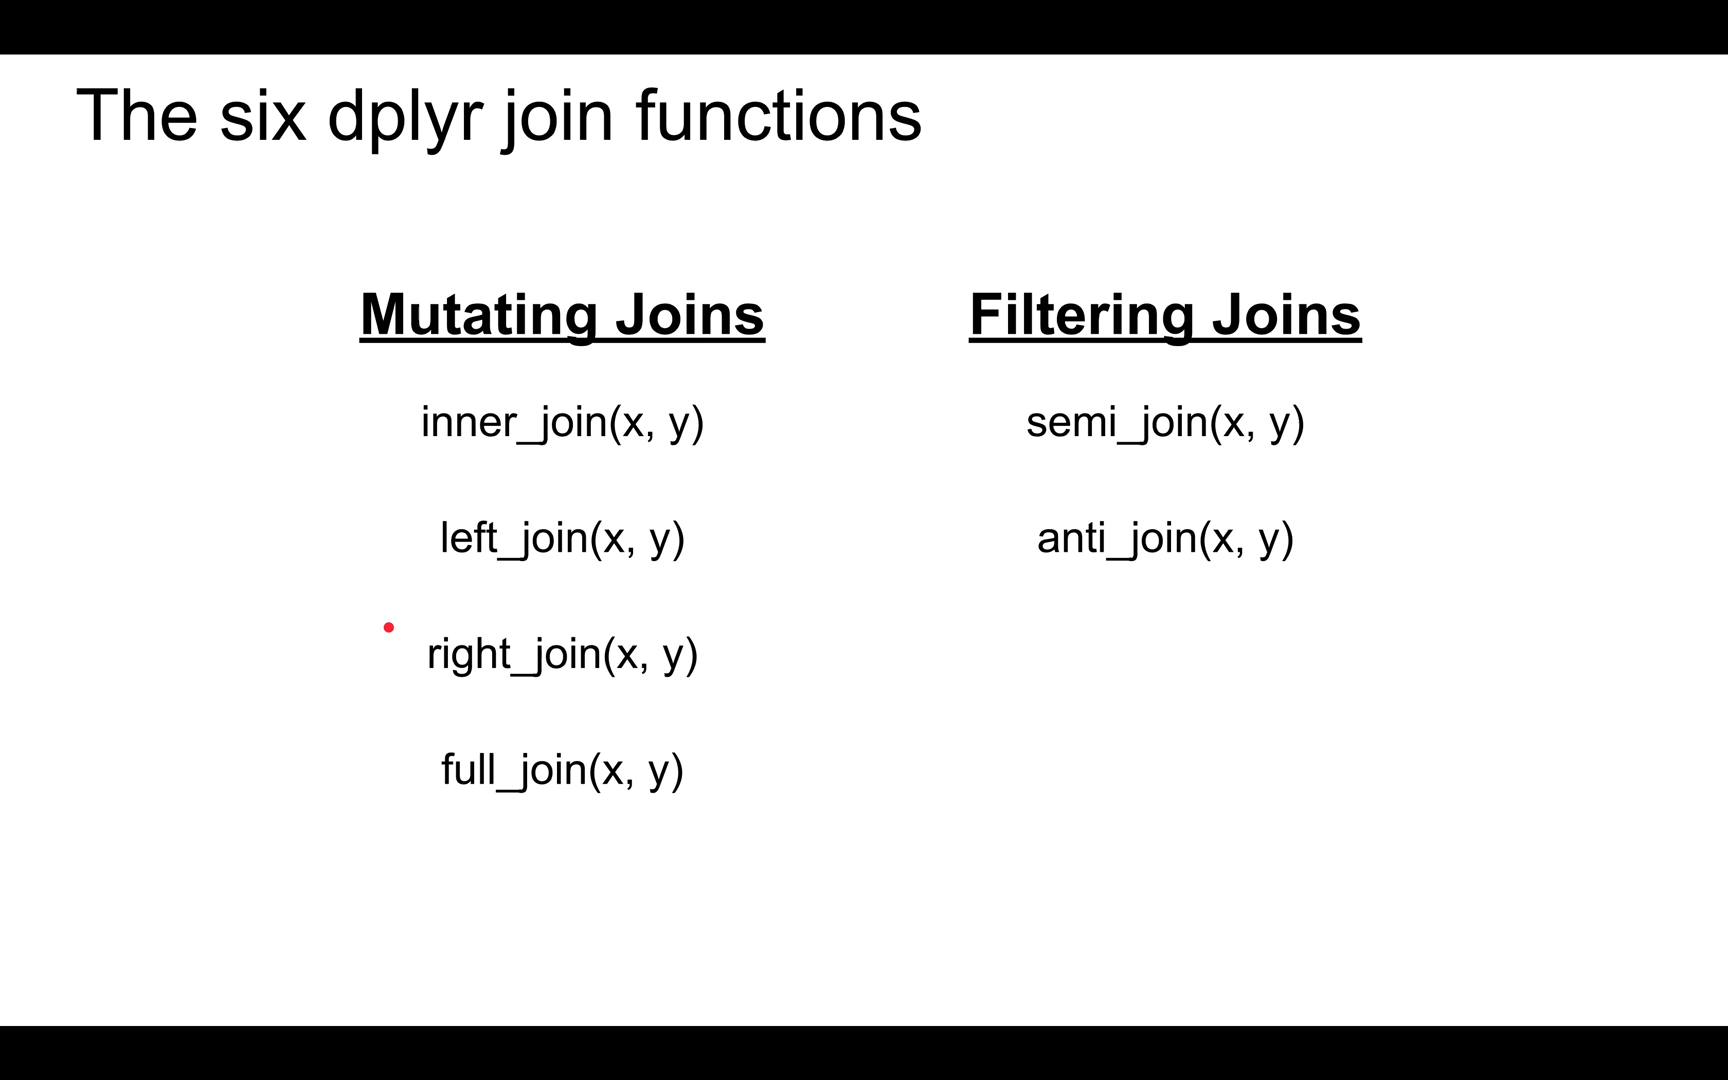 The six dplyr join functions
Mutating Joins
inner_join(x, y)
left_join(x, y)
right_join(x, y)
full_join(x, y)
Filtering Joins
semi_join(x, y)
anti_join(x, y)